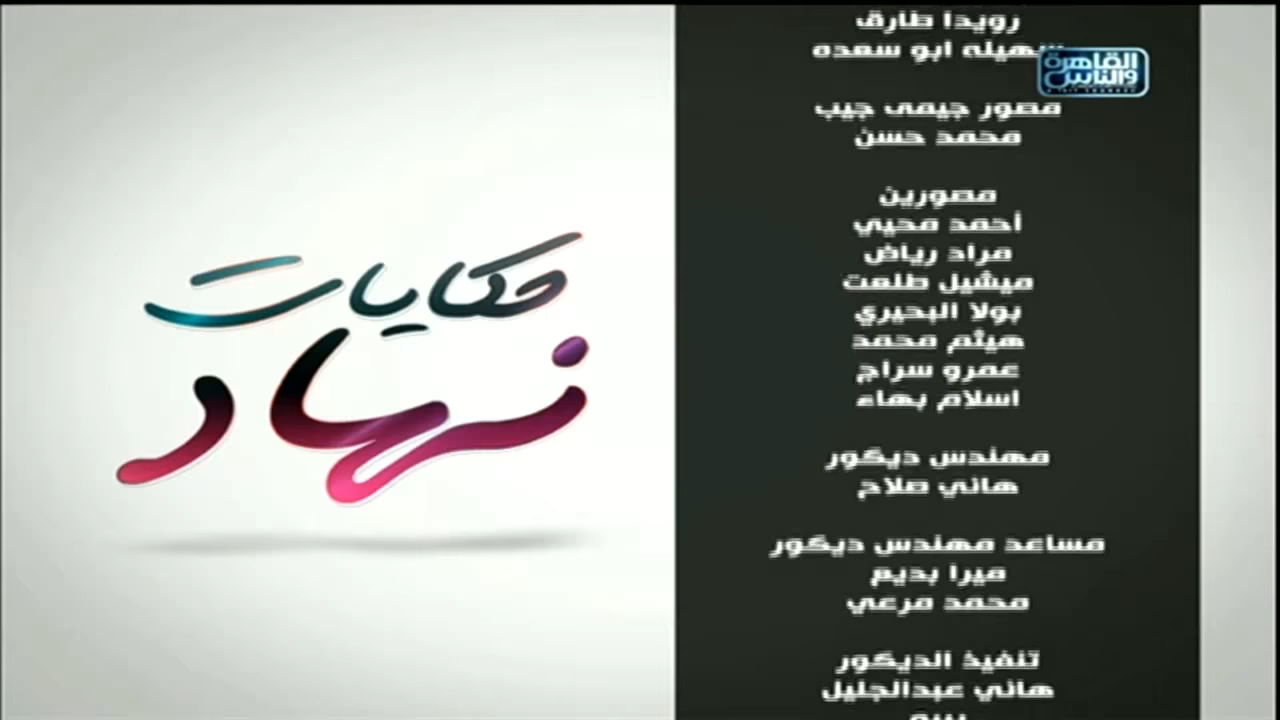 حكايات
نهاد
القاهرة
والناس
رويدا طارق
سهيله ابو سعده
مصور جيمى جيب
محمد حسن
مصورين
أحمد محيي
مراد رياض
ميشيل طلعت
بولا البحيري
هيثم محمد
عمرو سراج
اسلام بهاء
مهندس ديكور
هاني صلاح
مساعد مهندس ديكور
ميرا بديع
محمد مرعي
تنفيذ الديكور
هاني عبدالجليل